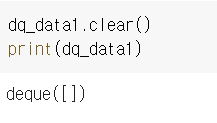 dq_data1.clear()
print(dq_data1)
deque([])